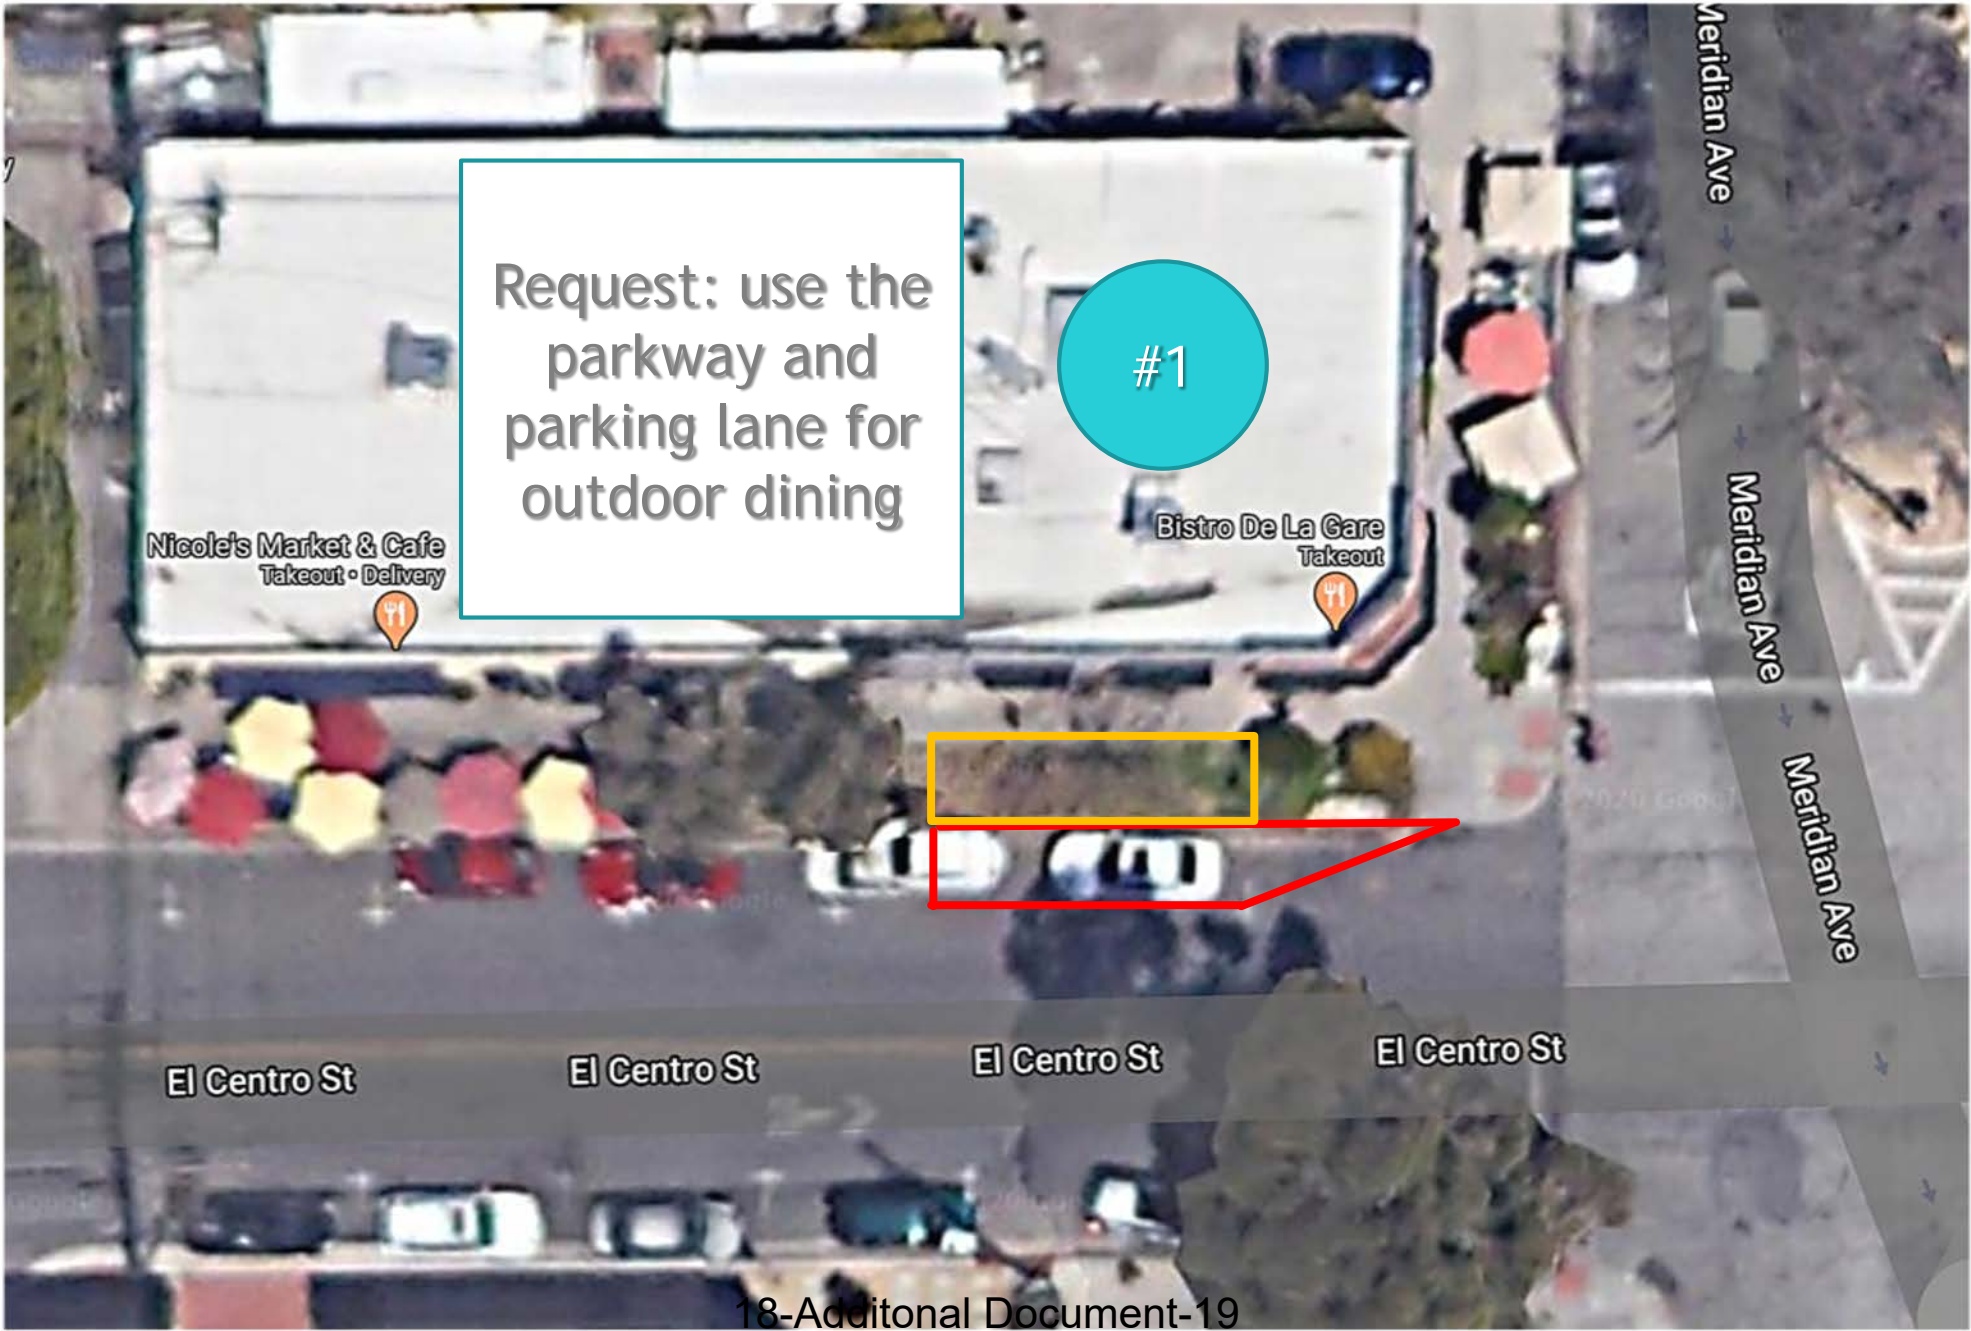 Meridian Ave
Request: use the
parkway and
parking lane for
outdoor dining
#1
Nicole's Market & Cafe
Takeout • Delivery
Bistro De La Gare
Takeout
Meridian Ave
Meridian Ave
El Centro St
El Centro St
El Centro St
El Centro St
18-Additonal Document-19